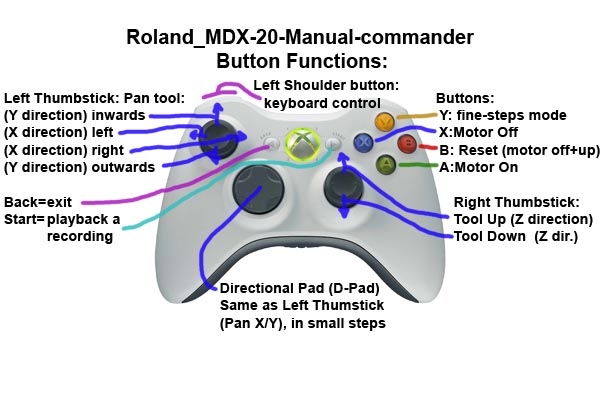 Roland_MDX-20-Manual-commander
Button Functions:
Left Shoulder button:
keyboard control
Left Thumbstick: Pan tool:
(Y direction) inwards
(X direction) left
(X direction) right
(Y direction) outwards
Back=exit
Start= playback a
recording
Buttons:
Y: fine-steps mode
X:Motor Off
B: Reset (motor off+up)
A:Motor On
Y
X
B
A
Right Thumbstick:
Tool Up (Z direction)
Tool Down (Z dir.)
Directional Pad (D-Pad)
Same as Left Thumstick
(Pan X/Y), in small steps